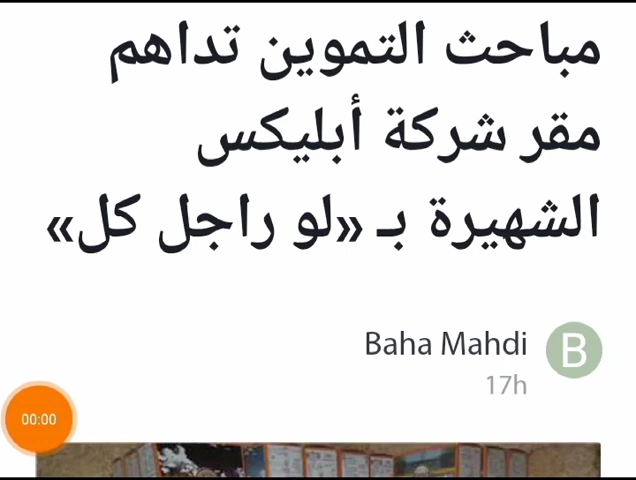 مباحث التموين تداهم
مقر شركة أبليكس
الشهيرة بـ «لو راجل كل»
Baha Mahdi
B
17h
00:00